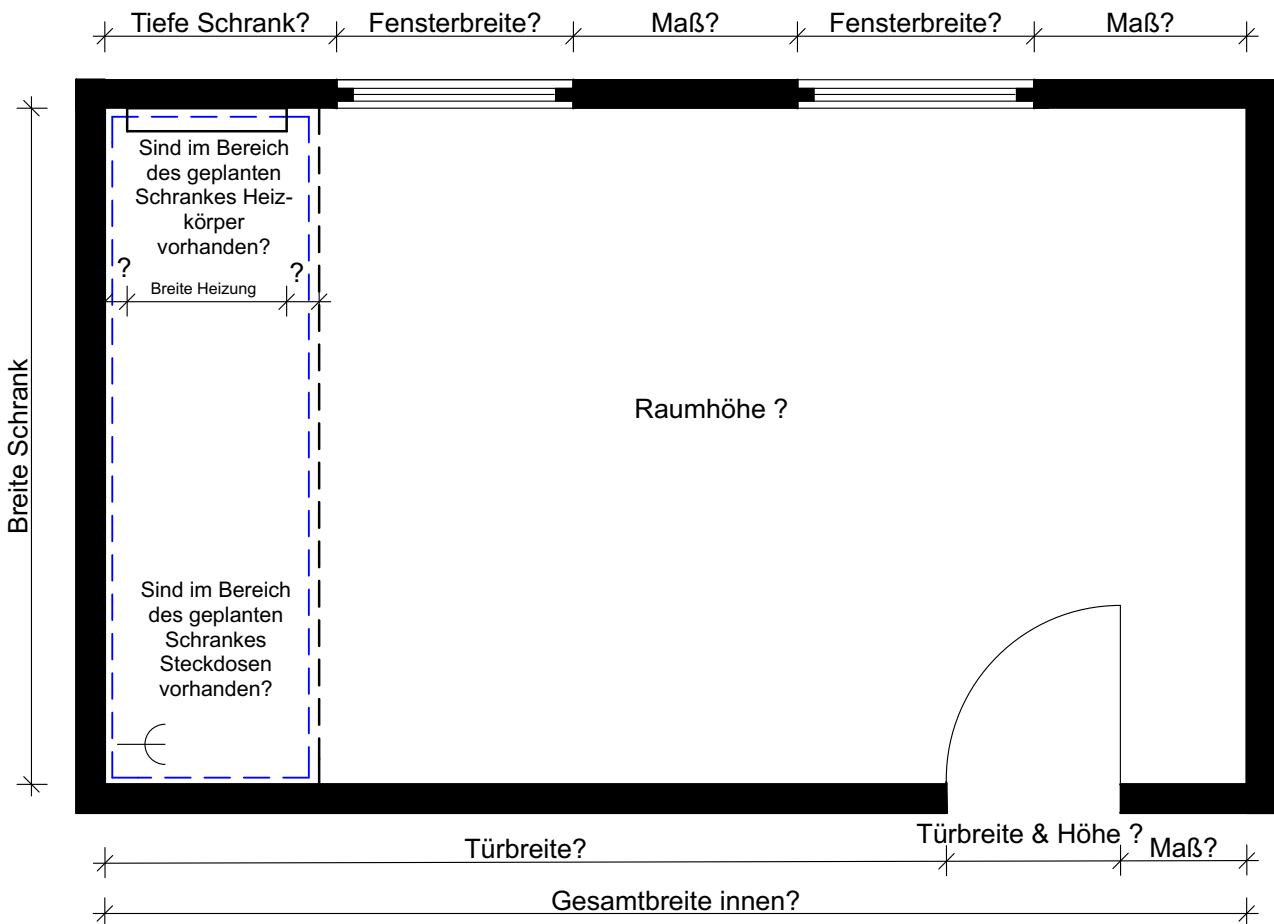 Tiefe Schrank?
Fensterbreite?
Maß?
Fensterbreite?
Maß?
Sind im Bereich
des geplanten
Schrankes Heiz-
körper
vorhanden?
?
?
Breite Heizung
Breite Schrank
Raumhöhe ?
Sind im Bereich
des geplanten
Schrankes
Steckdosen
vorhanden?
Türbreite & Höhe ?
Türbreite?
Maß?
Gesamtbreite innen?